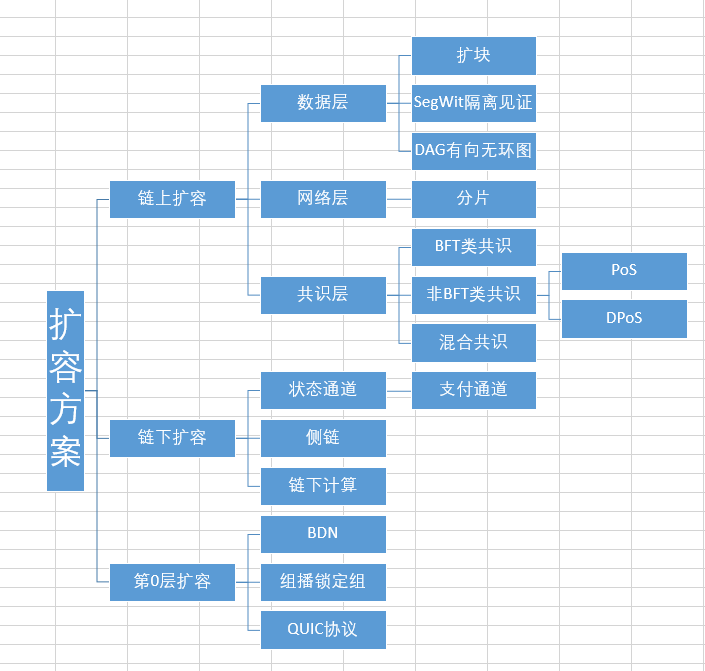 扩容方案
链上扩容
数据层
扩块
SegWit隔离见证
DAG有向无环图
网络层
分片
共识层
BFT类共识
非BFT类共识
PoS
DPoS
混合共识
链下扩容
状态通道
支付通道
侧链
链下计算
第0层扩容
BDN
组播锁定组
QUIC协议